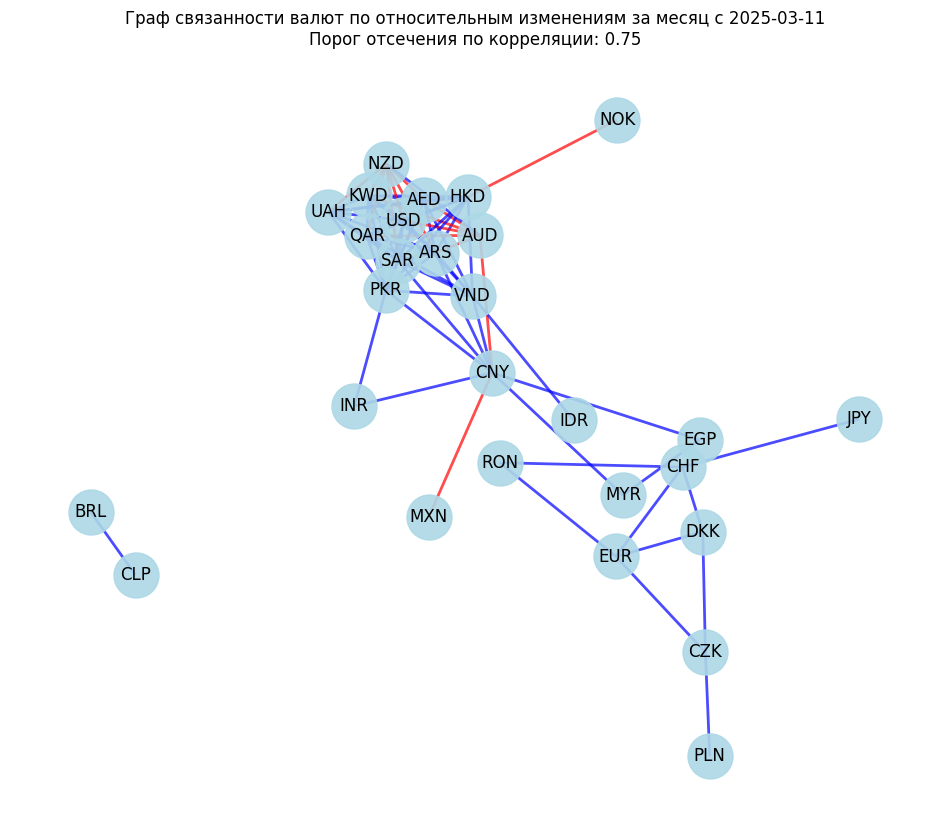 Граф связанности валют по относительным изменениям за месяц с 2025-03-11
Порог отсечения по корреляции: 0.75
NOK
NZD
KWD
AED
HKD
UAH
USD
QAR
AUD
ARS
SAR
PKR
VND
CNY
INR
IDR
JPY
EGP
RON
CHF
MYR
BRL
MXN
DKK
EUR
CLP
CZK
PLN